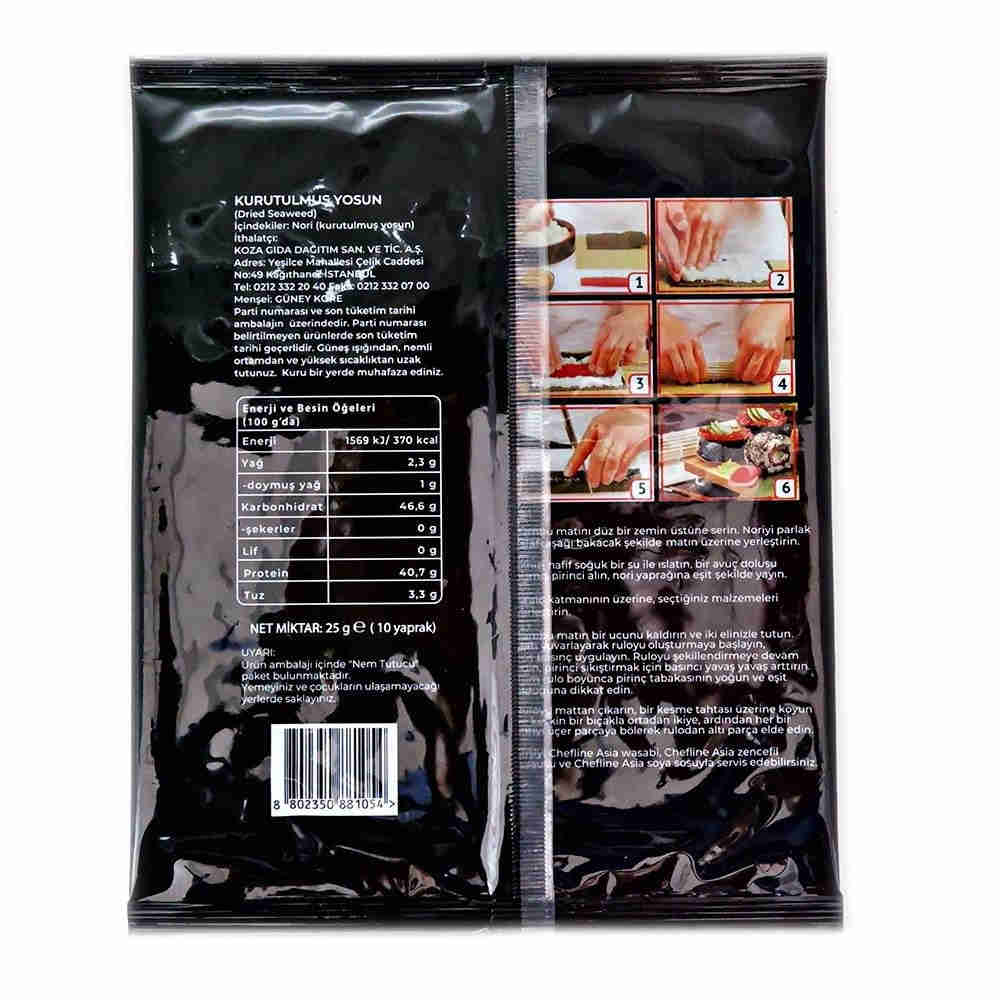 KURUTULMUŞ YOSUN
(Dried Seaweed)
İçindekiler: Nori (kurutulmuş yosun)
İthalatçı:
KOZA GIDA DAĞITIM SAN. VE TİC. A.Ş.
Adres: Yeşilce Mahallesi Çelik Caddesi
No:49 Kağıthane İSTANBUL
Tel: 0212 332 20 40 Faks: 0212 332 07 00
Menşei: GÜNEY KORE
Parti numarası ve son tüketim tarihi
ambalajın üzerindedir. Parti numarası
belirtilmeyen ürünlerde son tüketim
tarihi geçerlidir. Güneş ışığından, nemli
ortamdan ve yüksek sıcaklıktan uzak
tutunuz. Kuru bir yerde muhafaza ediniz.
Enerji ve Besin Öğeleri
(100 g'da)
Enerji 1569 kJ/ 370 kcal
Yağ 2,3 g
-doymuş yağ 1 g
Karbonhidrat 46,6 g
-şekerler 0 g
Lif 0 g
Protein 40,7 g
Tuz 3,3 g
NET MİKTAR: 25 g ℮ ( 10 yaprak)
UYARI:
Ürün ambalajı içinde "Nem Tutucu"
paket bulunmaktadır.
Yemeyiniz ve çocukların ulaşamayacağı
yerlerde saklayınız.
8 802350 881054 >
1
2
3
4
5
6
matını düz bir zemin üstüne serin. Noriyi parlak
aşağı bakacak şekilde matın üzerine yerleştirin.
hafif soğuk bir su ile ıslatın, bir avuç dolusu
pirinci alın, nori yaprağına eşit şekilde yayın.
katmanının üzerine, seçtiğiniz malzemeleri
matın bir ucunu kaldırın ve iki elinizle tutun.
yuvarlayarak ruloyu oluşturmaya başlayın,
basınç uygulayın. Ruloyu şekillendirmeye devam
pirinci sıkıştırmak için basıncı yavaş yavaş arttırın.
rulo boyunca pirinç tabakasının yoğun ve eşit
dikkat edin.
mattan çıkarın, bir kesme tahtası üzerine koyun
keskin bir bıçakla ortadan ikiye, ardından her bir
üçer parçaya bölerek rulodan altı parça elde edin.
Chefline Asia wasabi, Chefline Asia zencefil
ve Chefline Asia soya sosuyla servis edebilirsiniz.